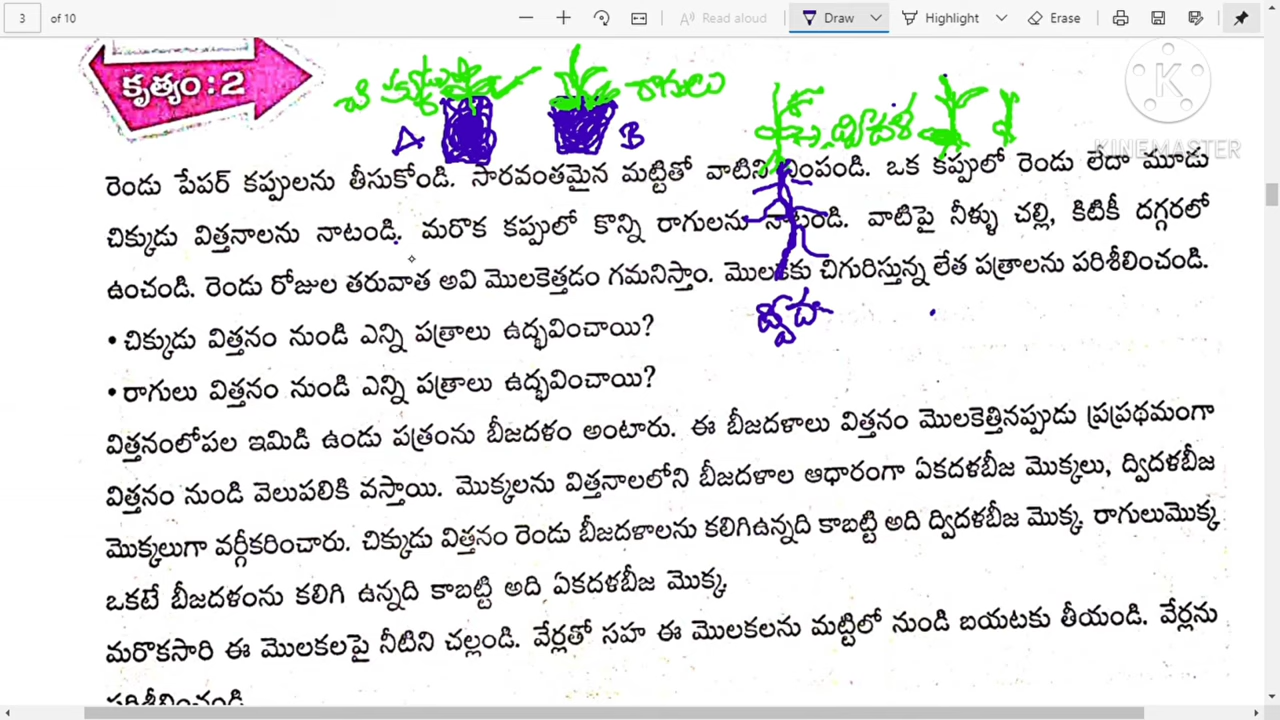 3 of 10 Read aloud Draw Highlight Erase
కృత్యం : 2
చిక్కుడు రాగులు ద్విదళ
A B
KINEMASTER
రెండు పేపర్ కప్పులను తీసుకోండి. సారవంతమైన మట్టితో వాటిని నింపండి. ఒక కప్పులో రెండు లేదా మూడు
చిక్కుడు విత్తనాలను నాటండి. మరొక కప్పులో కొన్ని రాగులను నాటండి. వాటిపై నీళ్ళు చల్లి, కిటికీ దగ్గరలో
ఉంచండి. రెండు రోజుల తరువాత అవి మొలకెత్తడం గమనిస్తాం. మొలకకు చిగురిస్తున్న లేత పత్రాలను పరిశీలించండి.
ద్విదా
• చిక్కుడు విత్తనం నుండి ఎన్ని పత్రాలు ఉద్భవించాయి?
• రాగులు విత్తనం నుండి ఎన్ని పత్రాలు ఉద్భవించాయి?
విత్తనంలోపల ఇమిడి ఉండు పత్రంను బీజదళం అంటారు. ఈ బీజదళాలు విత్తనం మొలకెత్తినప్పుడు ప్రప్రథమంగా
విత్తనం నుండి వెలుపలికి వస్తాయి. మొక్కలను విత్తనాలలోని బీజదళాల ఆధారంగా ఏకదళబీజ మొక్కలు, ద్విదళబీజ
మొక్కలుగా వర్గీకరించారు. చిక్కుడు విత్తనం రెండు బీజదళాలను కలిగిఉన్నది కాబట్టి అది ద్విదళబీజ మొక్క రాగులుమొక్క
ఒకటే బీజదళంను కలిగి ఉన్నది కాబట్టి అది ఏకదళబీజ మొక్క
మరొకసారి ఈ మొలకలపై నీటిని చల్లండి. వేర్లతో సహ ఈ మొలకలను మట్టిలో నుండి బయటకు తీయండి. వేర్లను
పరిశీలించండి